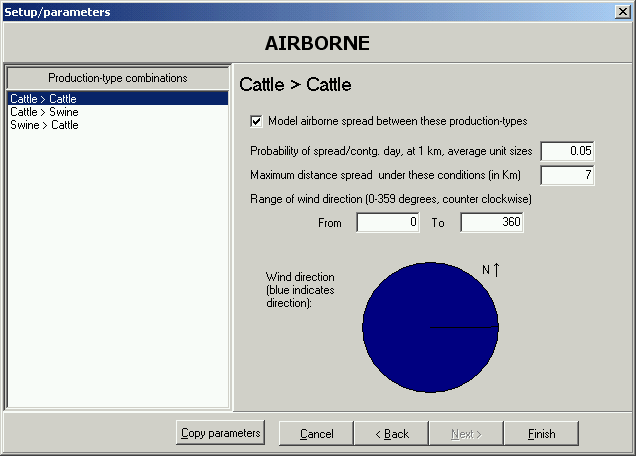 Setup/parameters
AIRBORNE
Production-type combinations
Cattle > Cattle
Cattle > Swine
Swine > Cattle
Cattle > Cattle
Model airborne spread between these production-types
Probability of spread/contg. day, at 1 km, average unit sizes 0.05
Maximum distance spread under these conditions (in Km) 7
Range of wind direction (0-359 degrees, counter clockwise)
From 0 To 360
N ↑
Wind direction
(blue indicates
direction):
Copy parameters Cancel < Back Next > Finish